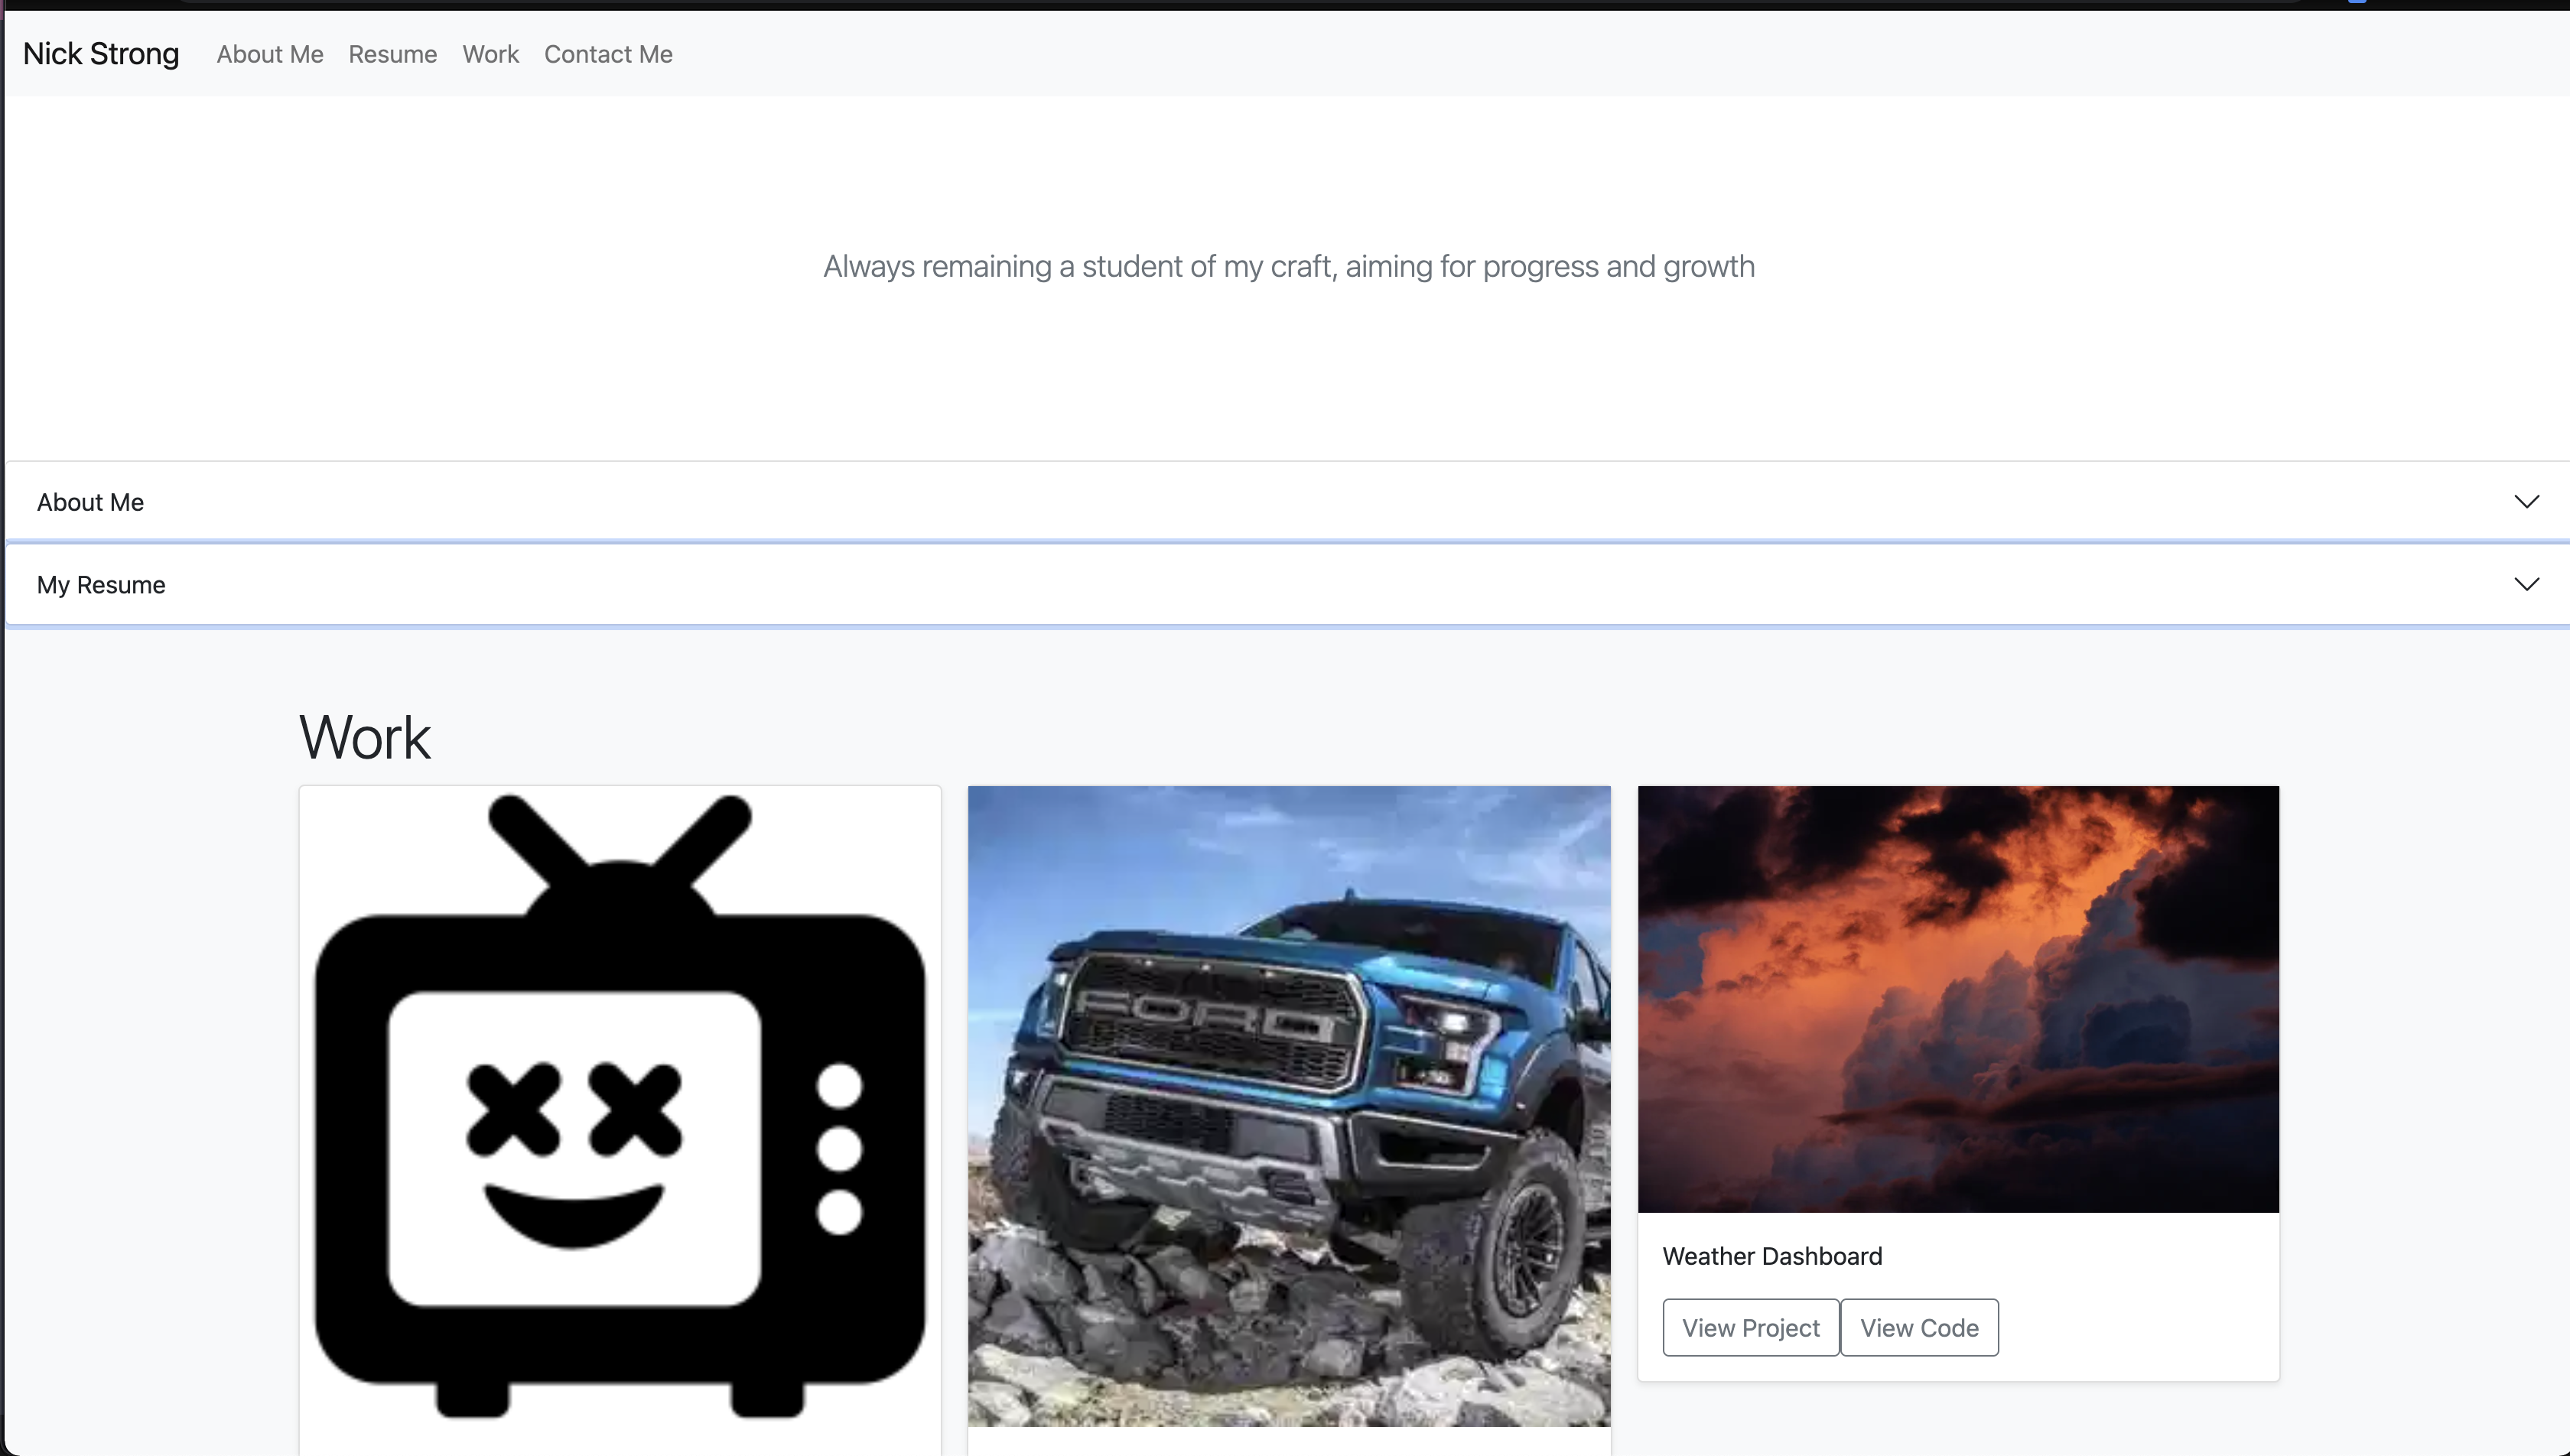 Nick Strong About Me Resume Work Contact Me
Always remaining a student of my craft, aiming for progress and growth
About Me
My Resume
Work
FORD
Weather Dashboard
View Project View Code